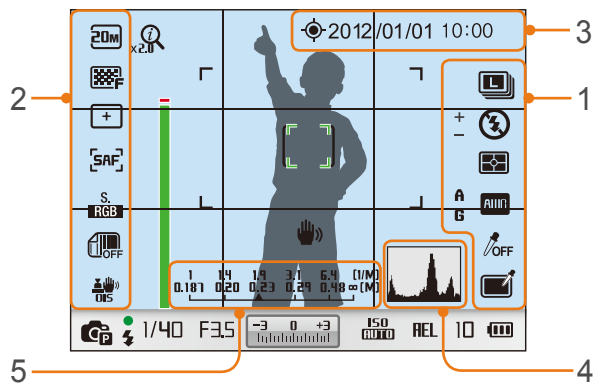 3
2012/01/01 10:00
2
1
20M
x2.0
i
F
L
+
−
SAF
S.
RGB
A
G
AWB
OFF
OFF
OIS
1 1.4 1.9 3.1 6.4 (1/M)
0.187 0.20 0.23 0.29 0.48 ∞ (M)
P 1/40 F3.5 −3 0 +3 ISO AUTO AEL 10
5
4